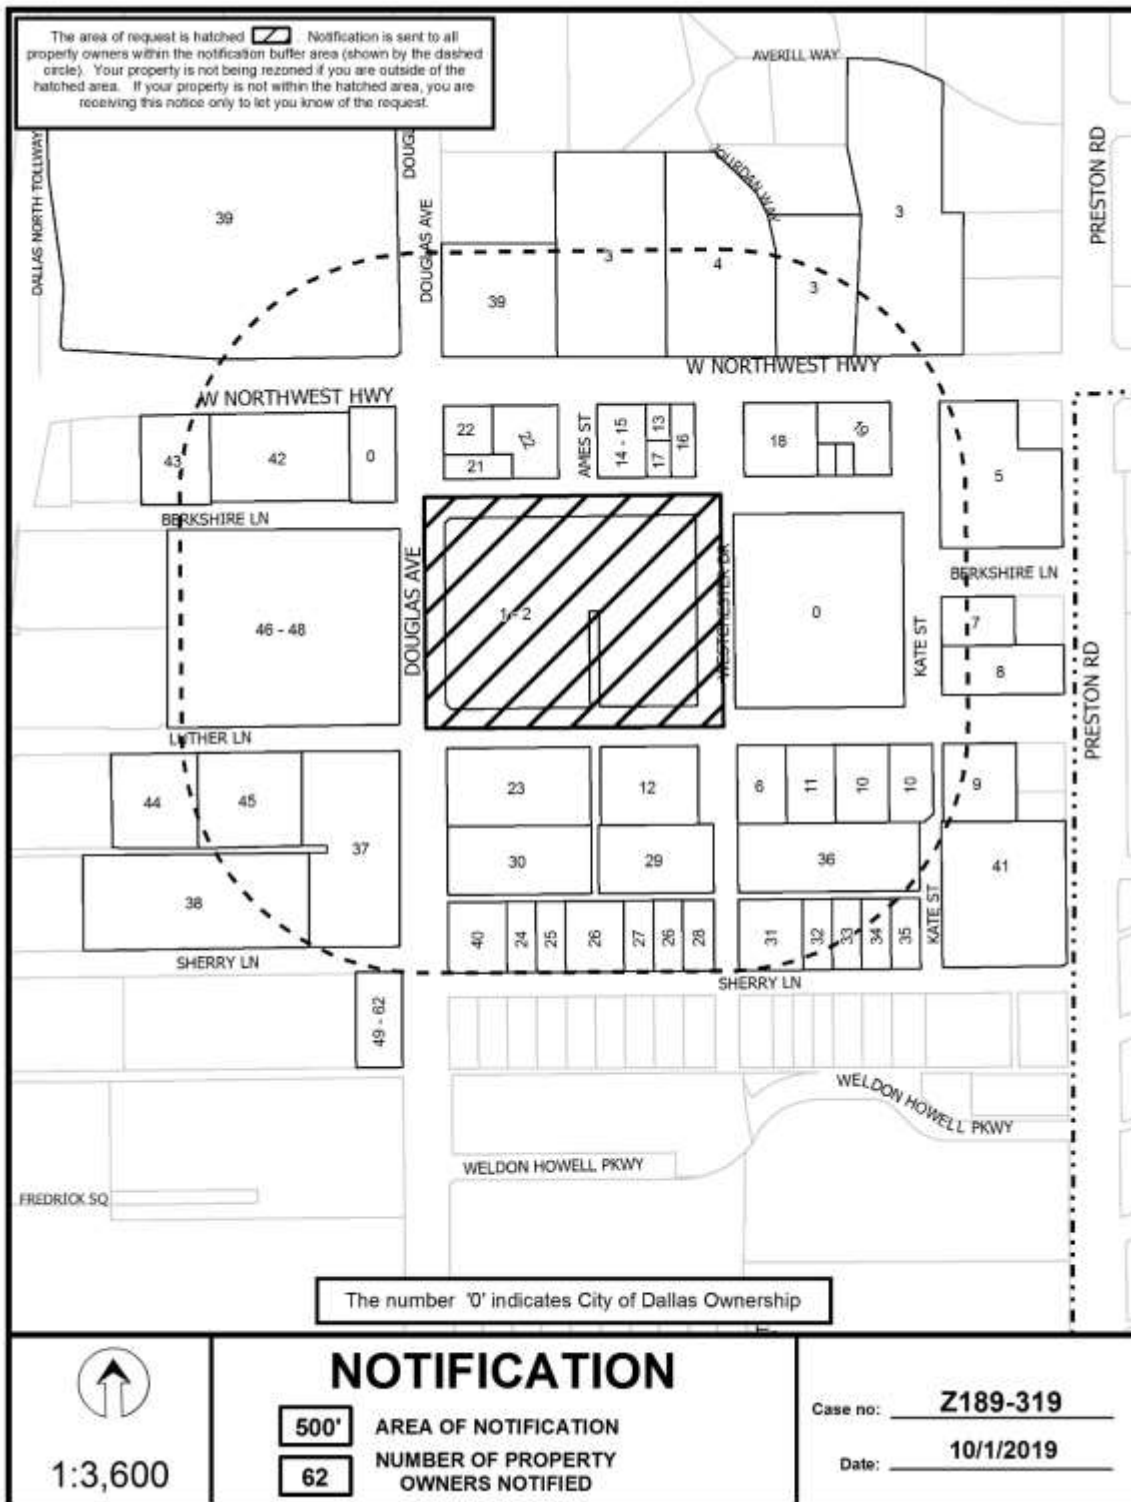 The area of request is hatched . Notification is sent to all
property owners within the notification buffer area (shown by the dashed
circle). Your property is not being rezoned if you are outside of the
hatched area. If your property is not within the hatched area, you are
receiving this notice only to let you know of the request.
AVERILL WAY
DALLAS NORTH TOLLWAY
DOUGLAS AVE
JOURDAN WAY
PRESTON RD
39
3
4
3
3
39
W NORTHWEST HWY
W NORTHWEST HWY
43
42
0
22
22
21
AMES ST
14 - 15
13
17
16
18
19
5
BERKSHIRE LN
BERKSHIRE LN
46 - 48
DOUGLAS AVE
1 - 2
WESTCHESTER DR
0
KATE ST
7
8
PRESTON RD
LUTHER LN
44
45
37
23
12
6
11
10
10
9
38
30
29
36
41
SHERRY LN
40
24
25
26
27
26
28
31
32
33
34
35
KATE ST
SHERRY LN
49 - 62
WELDON HOWELL PKWY
WELDON HOWELL PKWY
FREDRICK SQ
The number '0' indicates City of Dallas Ownership
1:3,600
NOTIFICATION
500' AREA OF NOTIFICATION
62 NUMBER OF PROPERTY
OWNERS NOTIFIED
Case no: Z189-319
Date: 10/1/2019